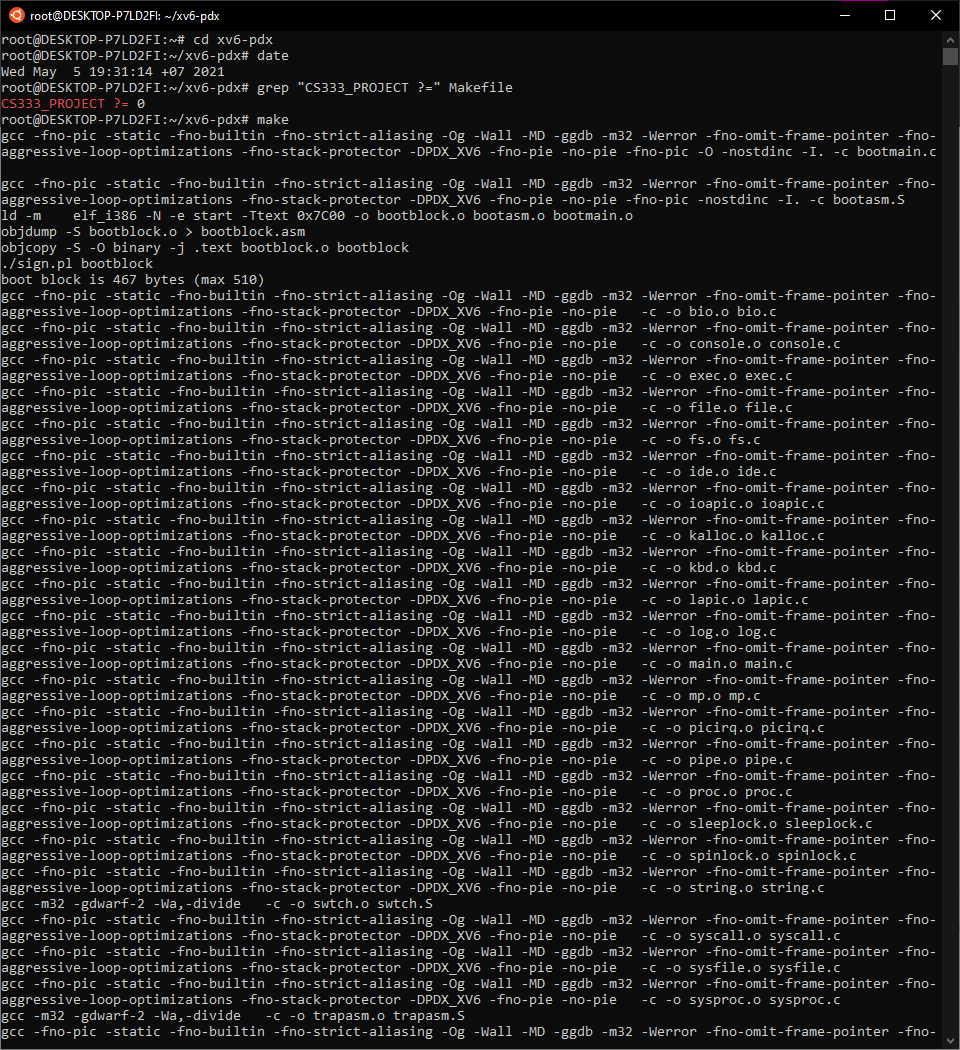 root@DESKTOP-P7LD2FI: ~/xv6-pdx
root@DESKTOP-P7LD2FI:~# cd xv6-pdx
root@DESKTOP-P7LD2FI:~/xv6-pdx# date
Wed May  5 19:31:14 +07 2021
root@DESKTOP-P7LD2FI:~/xv6-pdx# grep "CS333_PROJECT ?=" Makefile
CS333_PROJECT ?= 0
root@DESKTOP-P7LD2FI:~/xv6-pdx# make
gcc -fno-pic -static -fno-builtin -fno-strict-aliasing -Og -Wall -MD -ggdb -m32 -Werror -fno-omit-frame-pointer -fno-
aggressive-loop-optimizations -fno-stack-protector -DPDX_XV6 -fno-pie -no-pie -fno-pic -O -nostdinc -I. -c bootmain.c
gcc -fno-pic -static -fno-builtin -fno-strict-aliasing -Og -Wall -MD -ggdb -m32 -Werror -fno-omit-frame-pointer -fno-
aggressive-loop-optimizations -fno-stack-protector -DPDX_XV6 -fno-pie -no-pie -fno-pic -nostdinc -I. -c bootasm.S
ld -m    elf_i386 -N -e start -Ttext 0x7C00 -o bootblock.o bootasm.o bootmain.o
objdump -S bootblock.o > bootblock.asm
objcopy -S -O binary -j .text bootblock.o bootblock
./sign.pl bootblock
boot block is 467 bytes (max 510)
gcc -fno-pic -static -fno-builtin -fno-strict-aliasing -Og -Wall -MD -ggdb -m32 -Werror -fno-omit-frame-pointer -fno-
aggressive-loop-optimizations -fno-stack-protector -DPDX_XV6 -fno-pie -no-pie   -c -o bio.o bio.c
gcc -fno-pic -static -fno-builtin -fno-strict-aliasing -Og -Wall -MD -ggdb -m32 -Werror -fno-omit-frame-pointer -fno-
aggressive-loop-optimizations -fno-stack-protector -DPDX_XV6 -fno-pie -no-pie   -c -o console.o console.c
gcc -fno-pic -static -fno-builtin -fno-strict-aliasing -Og -Wall -MD -ggdb -m32 -Werror -fno-omit-frame-pointer -fno-
aggressive-loop-optimizations -fno-stack-protector -DPDX_XV6 -fno-pie -no-pie   -c -o exec.o exec.c
gcc -fno-pic -static -fno-builtin -fno-strict-aliasing -Og -Wall -MD -ggdb -m32 -Werror -fno-omit-frame-pointer -fno-
aggressive-loop-optimizations -fno-stack-protector -DPDX_XV6 -fno-pie -no-pie   -c -o file.o file.c
gcc -fno-pic -static -fno-builtin -fno-strict-aliasing -Og -Wall -MD -ggdb -m32 -Werror -fno-omit-frame-pointer -fno-
aggressive-loop-optimizations -fno-stack-protector -DPDX_XV6 -fno-pie -no-pie   -c -o fs.o fs.c
gcc -fno-pic -static -fno-builtin -fno-strict-aliasing -Og -Wall -MD -ggdb -m32 -Werror -fno-omit-frame-pointer -fno-
aggressive-loop-optimizations -fno-stack-protector -DPDX_XV6 -fno-pie -no-pie   -c -o ide.o ide.c
gcc -fno-pic -static -fno-builtin -fno-strict-aliasing -Og -Wall -MD -ggdb -m32 -Werror -fno-omit-frame-pointer -fno-
aggressive-loop-optimizations -fno-stack-protector -DPDX_XV6 -fno-pie -no-pie   -c -o ioapic.o ioapic.c
gcc -fno-pic -static -fno-builtin -fno-strict-aliasing -Og -Wall -MD -ggdb -m32 -Werror -fno-omit-frame-pointer -fno-
aggressive-loop-optimizations -fno-stack-protector -DPDX_XV6 -fno-pie -no-pie   -c -o kalloc.o kalloc.c
gcc -fno-pic -static -fno-builtin -fno-strict-aliasing -Og -Wall -MD -ggdb -m32 -Werror -fno-omit-frame-pointer -fno-
aggressive-loop-optimizations -fno-stack-protector -DPDX_XV6 -fno-pie -no-pie   -c -o kbd.o kbd.c
gcc -fno-pic -static -fno-builtin -fno-strict-aliasing -Og -Wall -MD -ggdb -m32 -Werror -fno-omit-frame-pointer -fno-
aggressive-loop-optimizations -fno-stack-protector -DPDX_XV6 -fno-pie -no-pie   -c -o lapic.o lapic.c
gcc -fno-pic -static -fno-builtin -fno-strict-aliasing -Og -Wall -MD -ggdb -m32 -Werror -fno-omit-frame-pointer -fno-
aggressive-loop-optimizations -fno-stack-protector -DPDX_XV6 -fno-pie -no-pie   -c -o log.o log.c
gcc -fno-pic -static -fno-builtin -fno-strict-aliasing -Og -Wall -MD -ggdb -m32 -Werror -fno-omit-frame-pointer -fno-
aggressive-loop-optimizations -fno-stack-protector -DPDX_XV6 -fno-pie -no-pie   -c -o main.o main.c
gcc -fno-pic -static -fno-builtin -fno-strict-aliasing -Og -Wall -MD -ggdb -m32 -Werror -fno-omit-frame-pointer -fno-
aggressive-loop-optimizations -fno-stack-protector -DPDX_XV6 -fno-pie -no-pie   -c -o mp.o mp.c
gcc -fno-pic -static -fno-builtin -fno-strict-aliasing -Og -Wall -MD -ggdb -m32 -Werror -fno-omit-frame-pointer -fno-
aggressive-loop-optimizations -fno-stack-protector -DPDX_XV6 -fno-pie -no-pie   -c -o picirq.o picirq.c
gcc -fno-pic -static -fno-builtin -fno-strict-aliasing -Og -Wall -MD -ggdb -m32 -Werror -fno-omit-frame-pointer -fno-
aggressive-loop-optimizations -fno-stack-protector -DPDX_XV6 -fno-pie -no-pie   -c -o pipe.o pipe.c
gcc -fno-pic -static -fno-builtin -fno-strict-aliasing -Og -Wall -MD -ggdb -m32 -Werror -fno-omit-frame-pointer -fno-
aggressive-loop-optimizations -fno-stack-protector -DPDX_XV6 -fno-pie -no-pie   -c -o proc.o proc.c
gcc -fno-pic -static -fno-builtin -fno-strict-aliasing -Og -Wall -MD -ggdb -m32 -Werror -fno-omit-frame-pointer -fno-
aggressive-loop-optimizations -fno-stack-protector -DPDX_XV6 -fno-pie -no-pie   -c -o sleeplock.o sleeplock.c
gcc -fno-pic -static -fno-builtin -fno-strict-aliasing -Og -Wall -MD -ggdb -m32 -Werror -fno-omit-frame-pointer -fno-
aggressive-loop-optimizations -fno-stack-protector -DPDX_XV6 -fno-pie -no-pie   -c -o spinlock.o spinlock.c
gcc -fno-pic -static -fno-builtin -fno-strict-aliasing -Og -Wall -MD -ggdb -m32 -Werror -fno-omit-frame-pointer -fno-
aggressive-loop-optimizations -fno-stack-protector -DPDX_XV6 -fno-pie -no-pie   -c -o string.o string.c
gcc -m32 -gdwarf-2 -Wa,-divide   -c -o swtch.o swtch.S
gcc -fno-pic -static -fno-builtin -fno-strict-aliasing -Og -Wall -MD -ggdb -m32 -Werror -fno-omit-frame-pointer -fno-
aggressive-loop-optimizations -fno-stack-protector -DPDX_XV6 -fno-pie -no-pie   -c -o syscall.o syscall.c
gcc -fno-pic -static -fno-builtin -fno-strict-aliasing -Og -Wall -MD -ggdb -m32 -Werror -fno-omit-frame-pointer -fno-
aggressive-loop-optimizations -fno-stack-protector -DPDX_XV6 -fno-pie -no-pie   -c -o sysfile.o sysfile.c
gcc -fno-pic -static -fno-builtin -fno-strict-aliasing -Og -Wall -MD -ggdb -m32 -Werror -fno-omit-frame-pointer -fno-
aggressive-loop-optimizations -fno-stack-protector -DPDX_XV6 -fno-pie -no-pie   -c -o sysproc.o sysproc.c
gcc -m32 -gdwarf-2 -Wa,-divide   -c -o trapasm.o trapasm.S
gcc -fno-pic -static -fno-builtin -fno-strict-aliasing -Og -Wall -MD -ggdb -m32 -Werror -fno-omit-frame-pointer -fno-